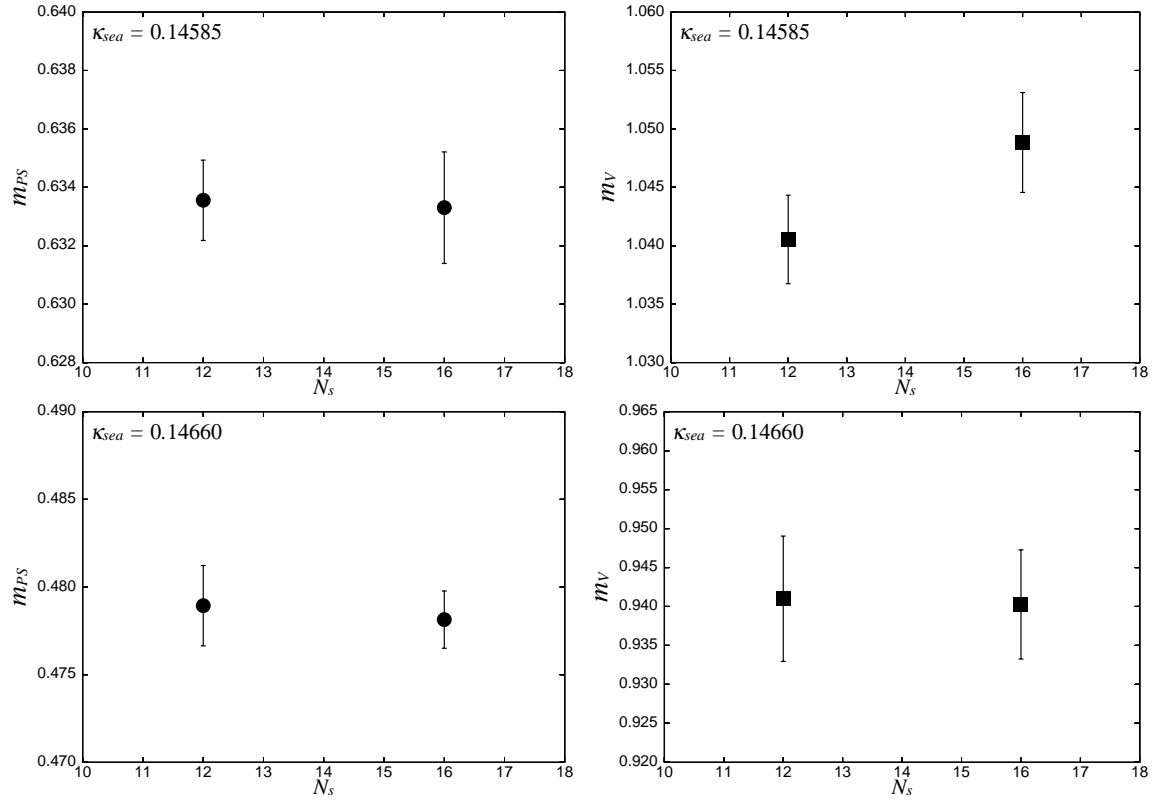 κsea = 0.14585
mPS
0.640
0.638
0.636
0.634
0.632
0.630
0.628
10 11 12 13 14 15 16 17 18
Ns
κsea = 0.14585
mV
1.060
1.055
1.050
1.045
1.040
1.035
1.030
10 11 12 13 14 15 16 17 18
Ns
κsea = 0.14660
mPS
0.490
0.485
0.480
0.475
0.470
10 11 12 13 14 15 16 17 18
Ns
κsea = 0.14660
mV
0.965
0.960
0.955
0.950
0.945
0.940
0.935
0.930
0.925
0.920
10 11 12 13 14 15 16 17 18
Ns